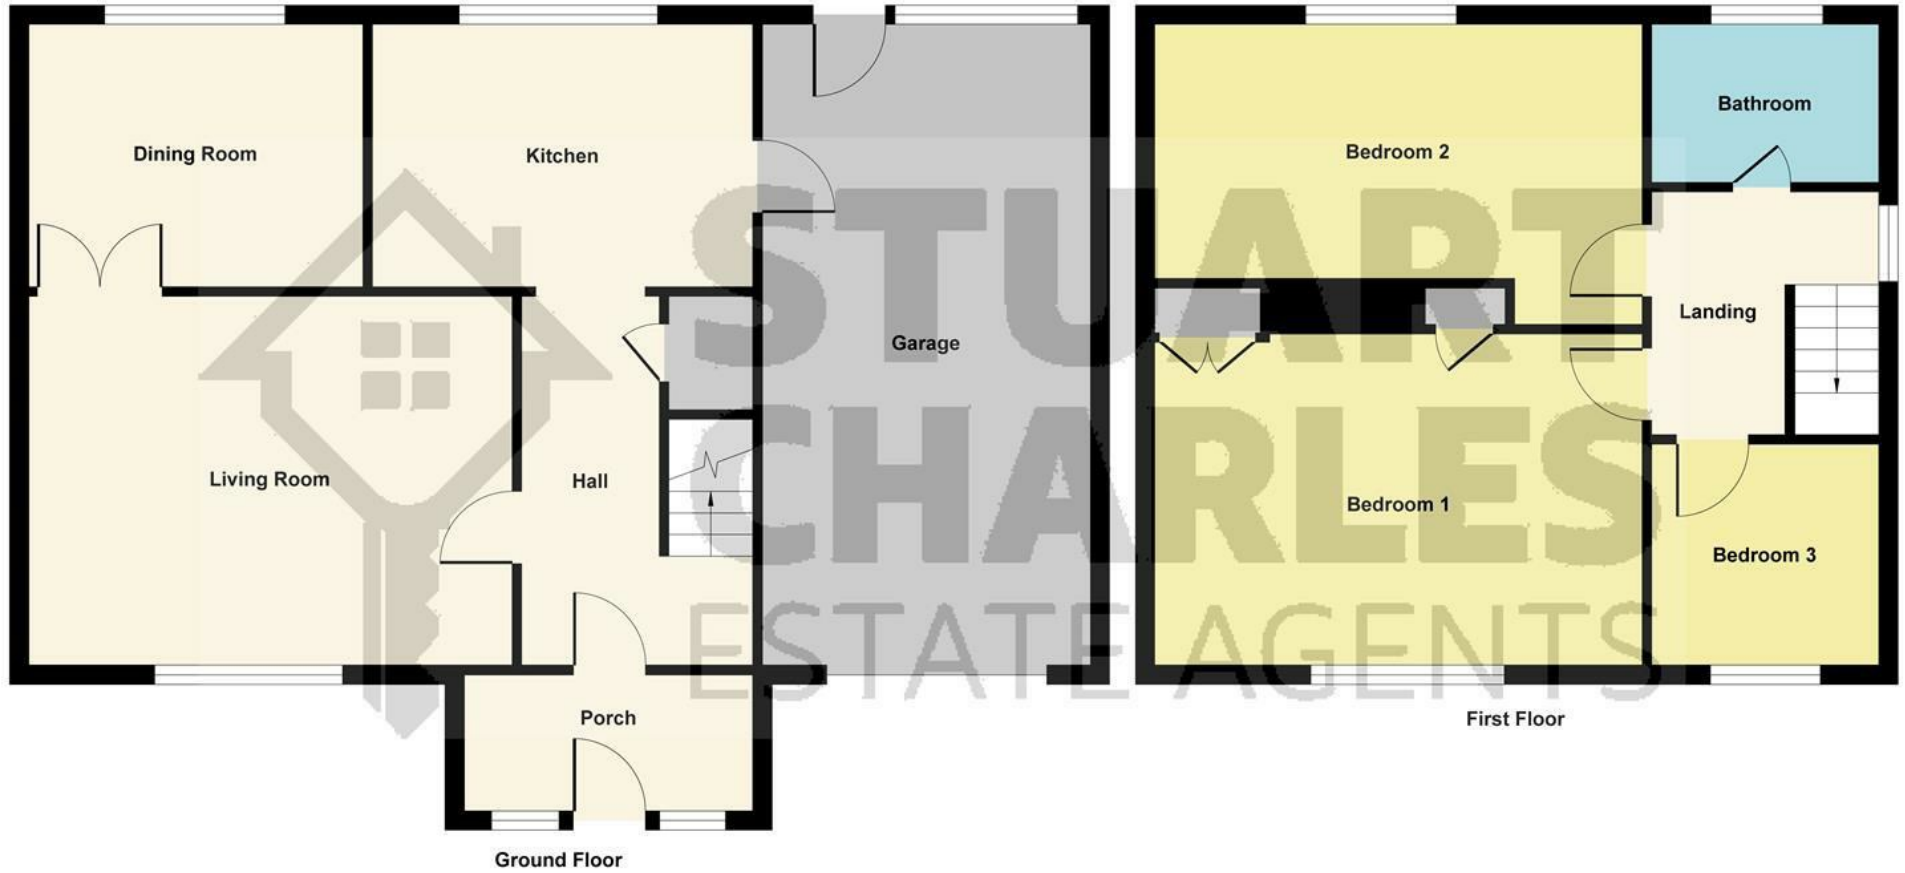 Dining Room
Kitchen
Garage
Living Room
Hall
Porch
Ground Floor
Bedroom 2
Bathroom
Landing
Bedroom 1
Bedroom 3
First Floor
STUART
CHARLES
ESTATE AGENTS